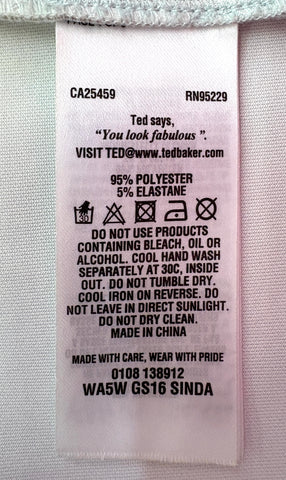 CA25459 RN95229
Ted says,
“You look fabulous”.
VISIT TED@www.tedbaker.com
95% POLYESTER
5% ELASTANE
DO NOT USE PRODUCTS
CONTAINING BLEACH, OIL OR
ALCOHOL. COOL HAND WASH
SEPARATELY AT 30C, INSIDE
OUT. DO NOT TUMBLE DRY.
COOL IRON ON REVERSE. DO
NOT LEAVE IN DIRECT SUNLIGHT.
DO NOT DRY CLEAN.
MADE IN CHINA
MADE WITH CARE, WEAR WITH PRIDE
0108 138912
WA5W GS16 SINDA